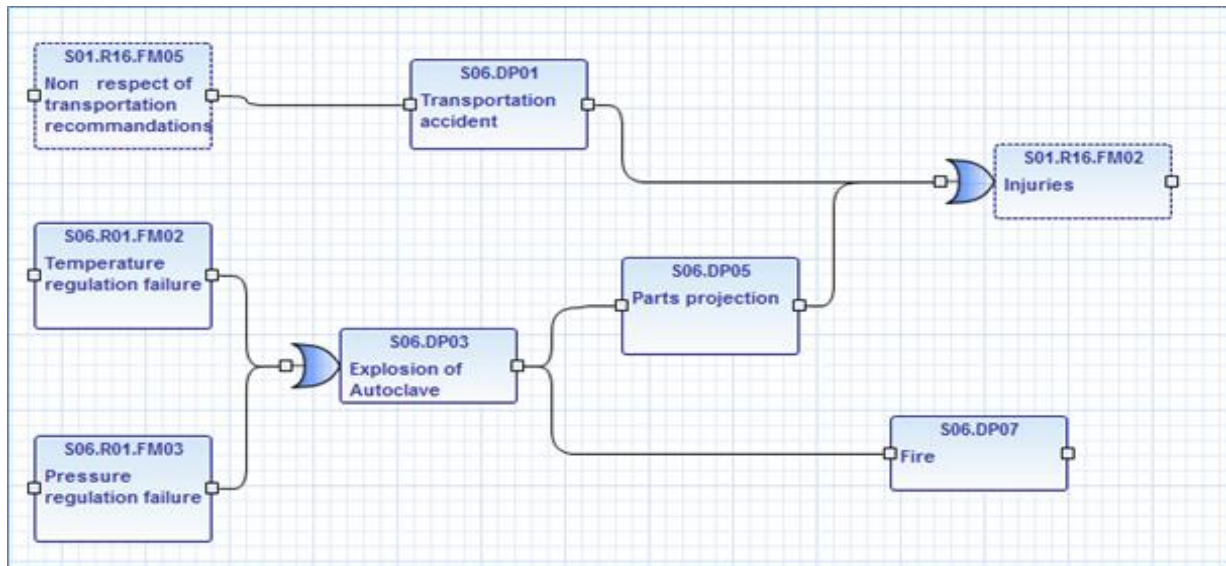 S01.R16.FM05
Non respect of
transportation
recommandations
S06.DP01
Transportation
accident
S01.R16.FM02
Injuries
S06.R01.FM02
Temperature
regulation failure
S06.DP05
Parts projection
S06.DP03
Explosion of
Autoclave
S06.DP07
Fire
S06.R01.FM03
Pressure
regulation failure